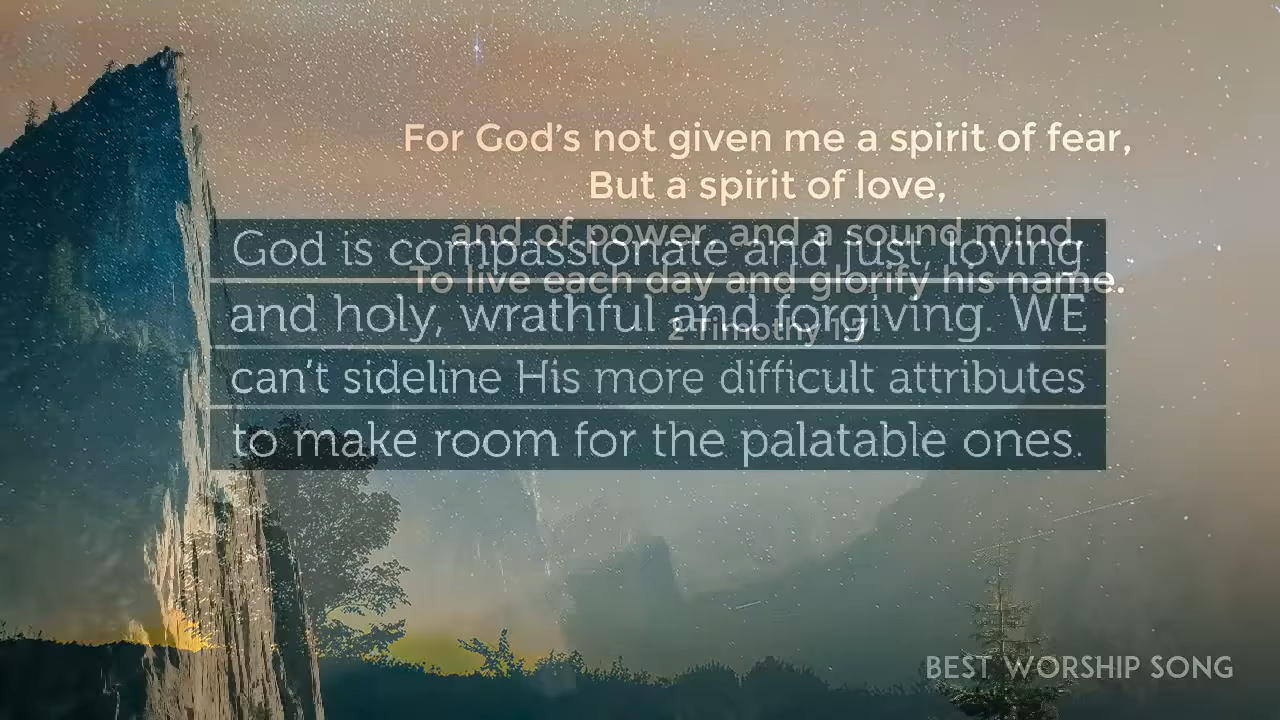 For God's not given me a spirit of fear,
But a spirit of love,
and of power, and a sound mind,
To live each day and glorify his name.
2 Timothy 1:7
God is compassionate and just, loving
and holy, wrathful and forgiving. WE
can't sideline His more difficult attributes
to make room for the palatable ones.
BEST WORSHIP SONG